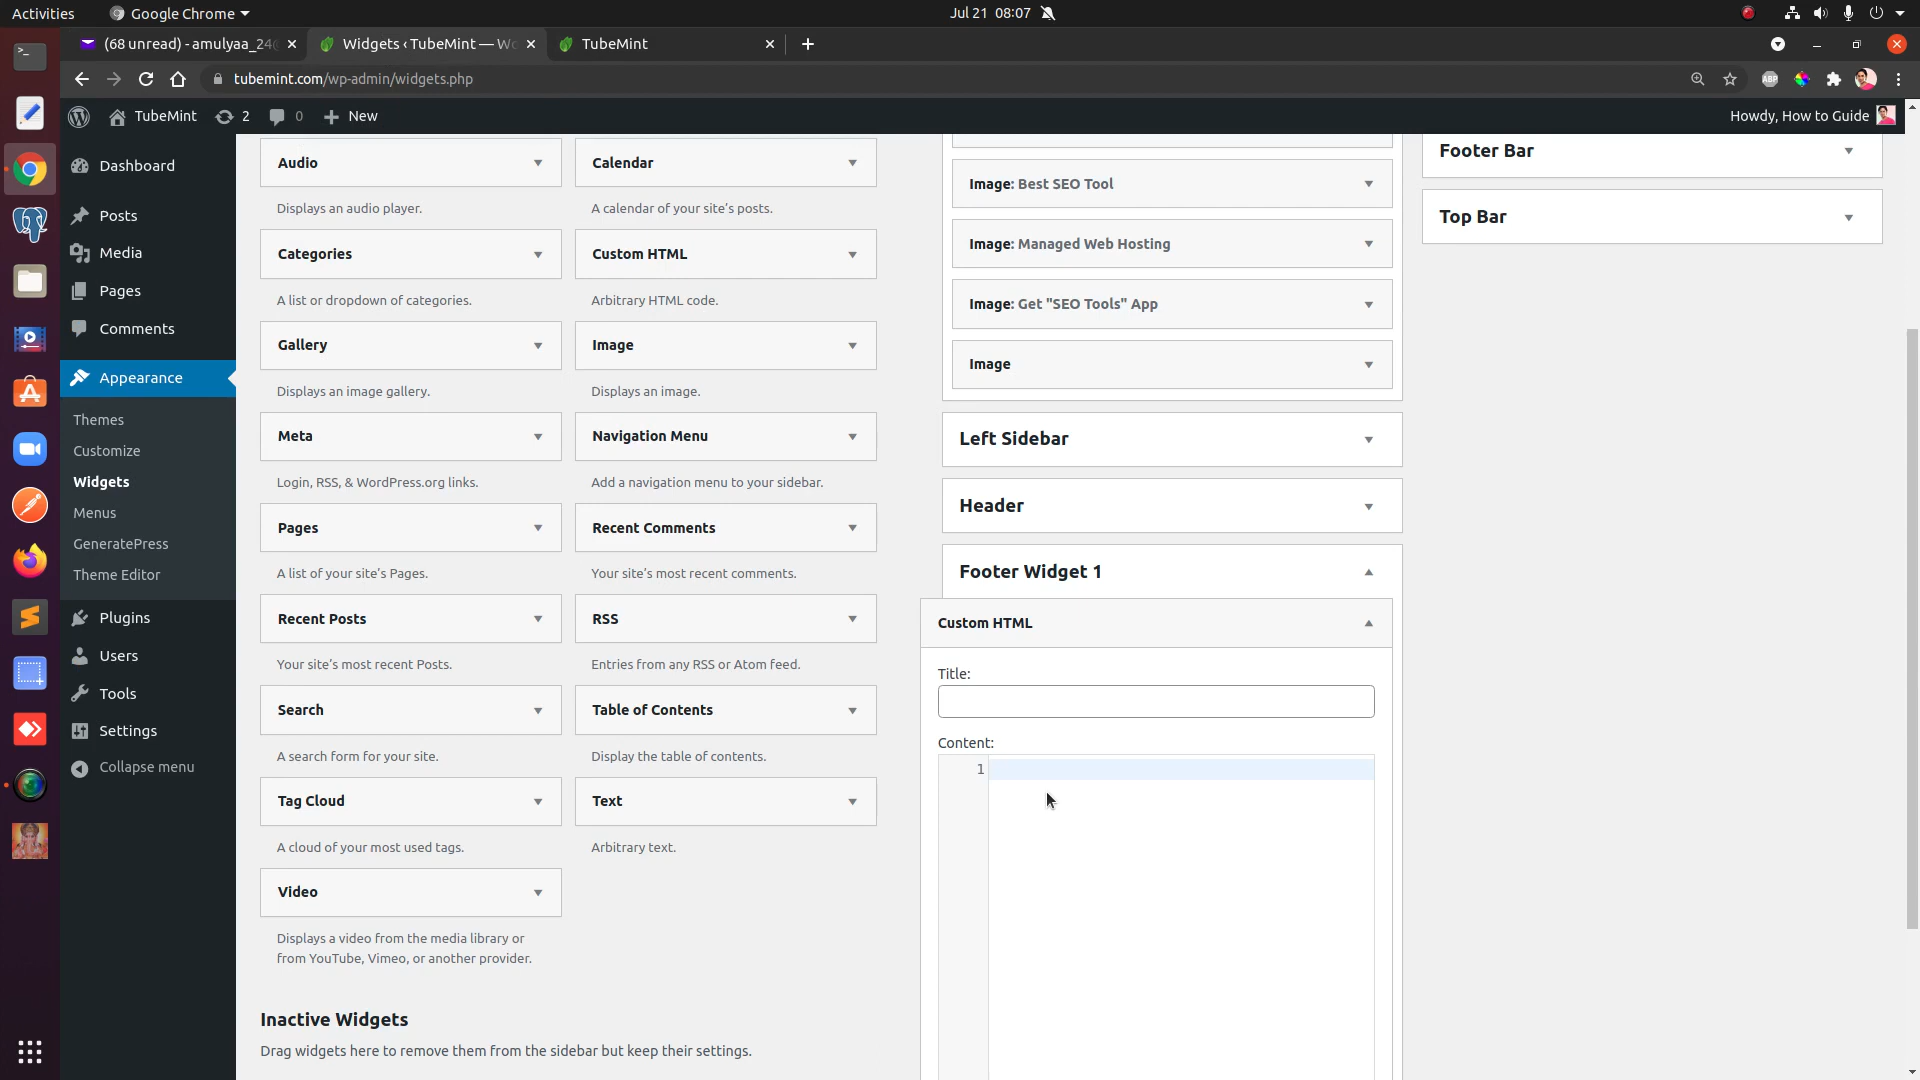 Activities
Google Chrome
Jul 21 08:07
(68 unread) - amulyaa_24
Widgets ‹ TubeMint — Wo
TubeMint
tubemint.com/wp-admin/widgets.php
ABP
TubeMint
2
0
New
Howdy, How to Guide
Dashboard
Posts
Media
Pages
Comments
Appearance
Themes
Customize
Widgets
Menus
GeneratePress
Theme Editor
Plugins
Users
Tools
Settings
Collapse menu
Audio
Displays an audio player.
Calendar
A calendar of your site’s posts.
Categories
A list or dropdown of categories.
Custom HTML
Arbitrary HTML code.
Gallery
Displays an image gallery.
Image
Displays an image.
Meta
Login, RSS, & WordPress.org links.
Navigation Menu
Add a navigation menu to your sidebar.
Pages
A list of your site’s Pages.
Recent Comments
Your site’s most recent comments.
Recent Posts
Your site’s most recent Posts.
RSS
Entries from any RSS or Atom feed.
Search
A search form for your site.
Table of Contents
Display the table of contents.
Tag Cloud
A cloud of your most used tags.
Text
Arbitrary text.
Video
Displays a video from the media library or
from YouTube, Vimeo, or another provider.
Inactive Widgets
Drag widgets here to remove them from the sidebar but keep their settings.
Image: Best SEO Tool
Image: Managed Web Hosting
Image: Get "SEO Tools" App
Image
Left Sidebar
Header
Footer Widget 1
Custom HTML
Title:
Content:
1
Footer Bar
Top Bar